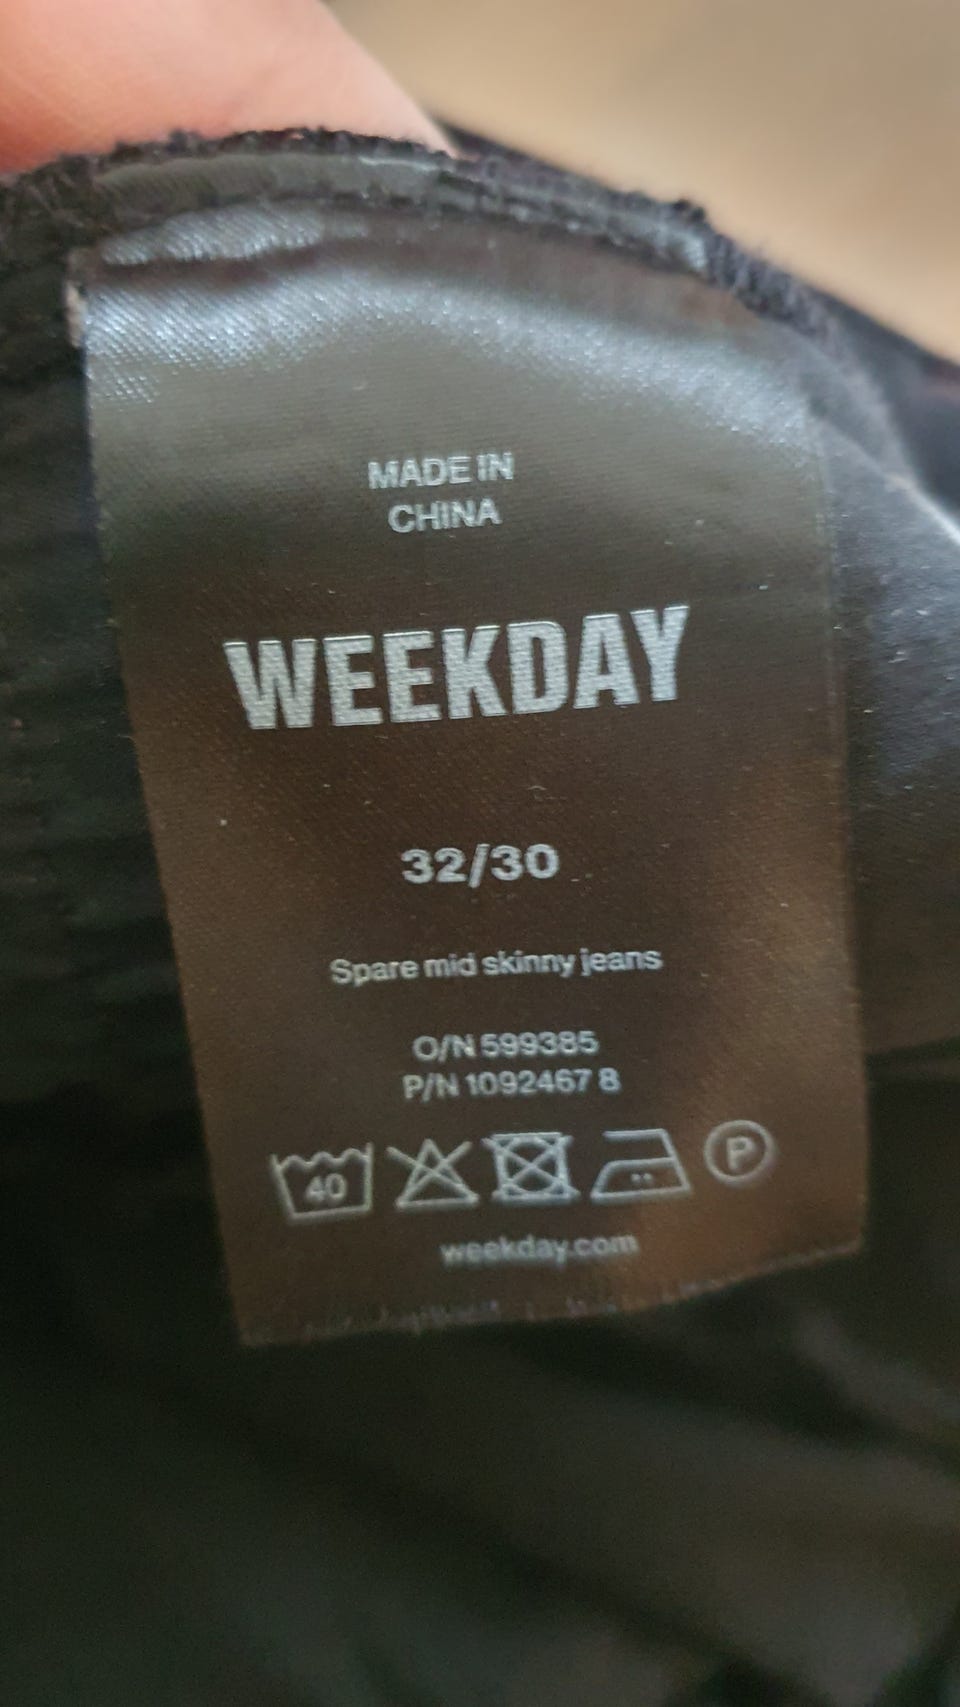 MADE IN
CHINA
WEEKDAY
32/30
Spare mid skinny jeans
O/N 599385
P/N 1092467 8
40 P
weekday.com